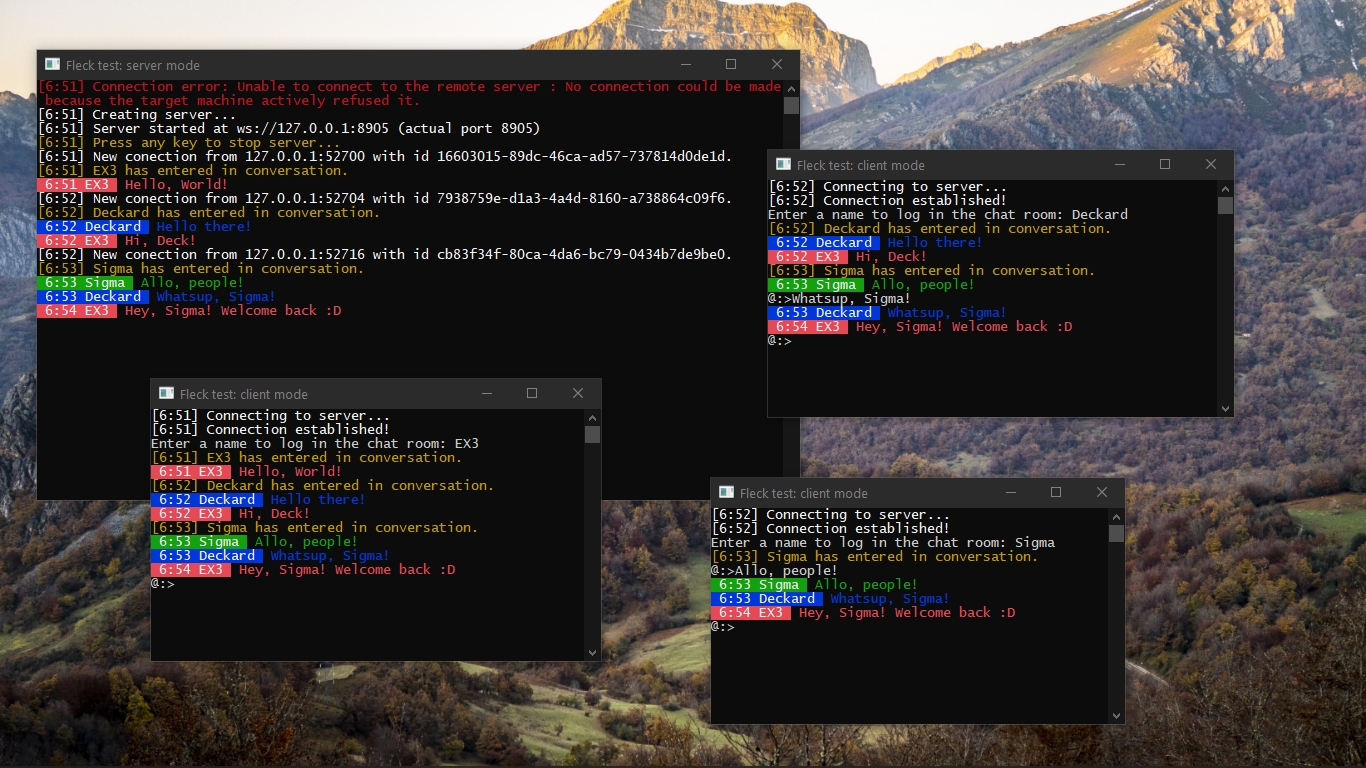 Fleck test: server mode
[6:51] Connection error: Unable to connect to the remote server : No connection could be made
because the target machine actively refused it.
[6:51] Creating server...
[6:51] Server started at ws://127.0.0.1:8905 (actual port 8905)
[6:51] Press any key to stop server...
[6:51] New conection from 127.0.0.1:52700 with id 16603015-89dc-46ca-ad57-737814d0de1d.
[6:51] EX3 has entered in conversation.
6:51 EX3 Hello, World!
[6:52] New conection from 127.0.0.1:52704 with id 7938759e-d1a3-4a4d-8160-a738864c09f6.
[6:52] Deckard has entered in conversation.
6:52 Deckard Hello there!
6:52 EX3 Hi, Deck!
[6:52] New conection from 127.0.0.1:52716 with id cb83f34f-80ca-4da6-bc79-0434b7de9be0.
[6:53] Sigma has entered in conversation.
6:53 Sigma Allo, people!
6:53 Deckard Whatsup, Sigma!
6:54 EX3 Hey, Sigma! Welcome back :D
Fleck test: client mode
[6:52] Connecting to server...
[6:52] Connection established!
Enter a name to log in the chat room: Deckard
[6:52] Deckard has entered in conversation.
6:52 Deckard Hello there!
6:52 EX3 Hi, Deck!
[6:53] Sigma has entered in conversation.
6:53 Sigma Allo, people!
@:>Whatsup, Sigma!
6:53 Deckard Whatsup, Sigma!
6:54 EX3 Hey, Sigma! Welcome back :D
@:>
Fleck test: client mode
[6:51] Connecting to server...
[6:51] Connection established!
Enter a name to log in the chat room: EX3
[6:51] EX3 has entered in conversation.
6:51 EX3 Hello, World!
[6:52] Deckard has entered in conversation.
6:52 Deckard Hello there!
6:52 EX3 Hi, Deck!
[6:53] Sigma has entered in conversation.
6:53 Sigma Allo, people!
6:53 Deckard Whatsup, Sigma!
6:54 EX3 Hey, Sigma! Welcome back :D
@:>
Fleck test: client mode
[6:52] Connecting to server...
[6:52] Connection established!
Enter a name to log in the chat room: Sigma
[6:53] Sigma has entered in conversation.
@:>Allo, people!
6:53 Sigma Allo, people!
6:53 Deckard Whatsup, Sigma!
6:54 EX3 Hey, Sigma! Welcome back :D
@:>